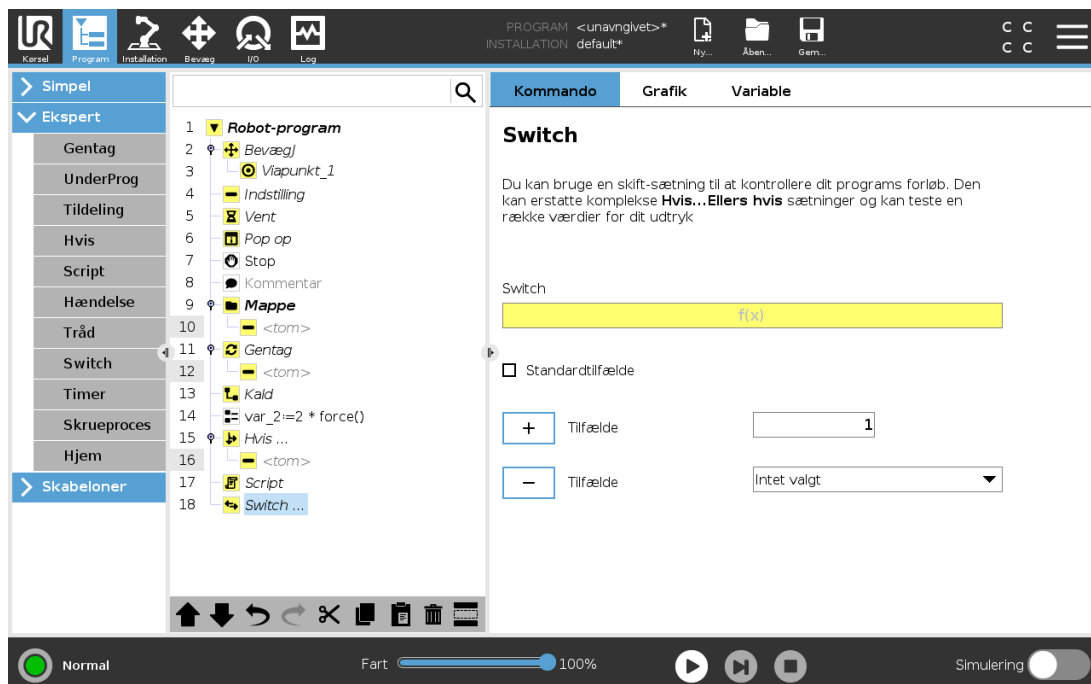 UR
Kørsel
Program
Installation
Bevæg
I/O
Log
PROGRAM <unavngivet>*
INSTALLATION default*
Ny...
Åben...
Gem...
C C
C C
Simpel
Ekspert
Gentag
UnderProg
Tildeling
Hvis
Script
Hændelse
Tråd
Switch
Timer
Skrueproces
Hjem
Skabeloner
1 Robot-program
2 BevægJ
3 Viapunkt_1
4 Indstilling
5 Vent
6 Pop op
7 Stop
8 Kommentar
9 Mappe
10 <tom>
11 Gentag
12 <tom>
13 Kald
14 var_2:=2 * force()
15 Hvis ...
16 <tom>
17 Script
18 Switch ...
Kommando Grafik Variable
Switch
Du kan bruge en skift-sætning til at kontrollere dit programs forløb. Den
kan erstatte komplekse Hvis...Ellers hvis sætninger og kan teste en
række værdier for dit udtryk
Switch
f(x)
Standardtilfælde
+ Tilfælde 1
− Tilfælde Intet valgt
Normal
Fart 100%
Simulering